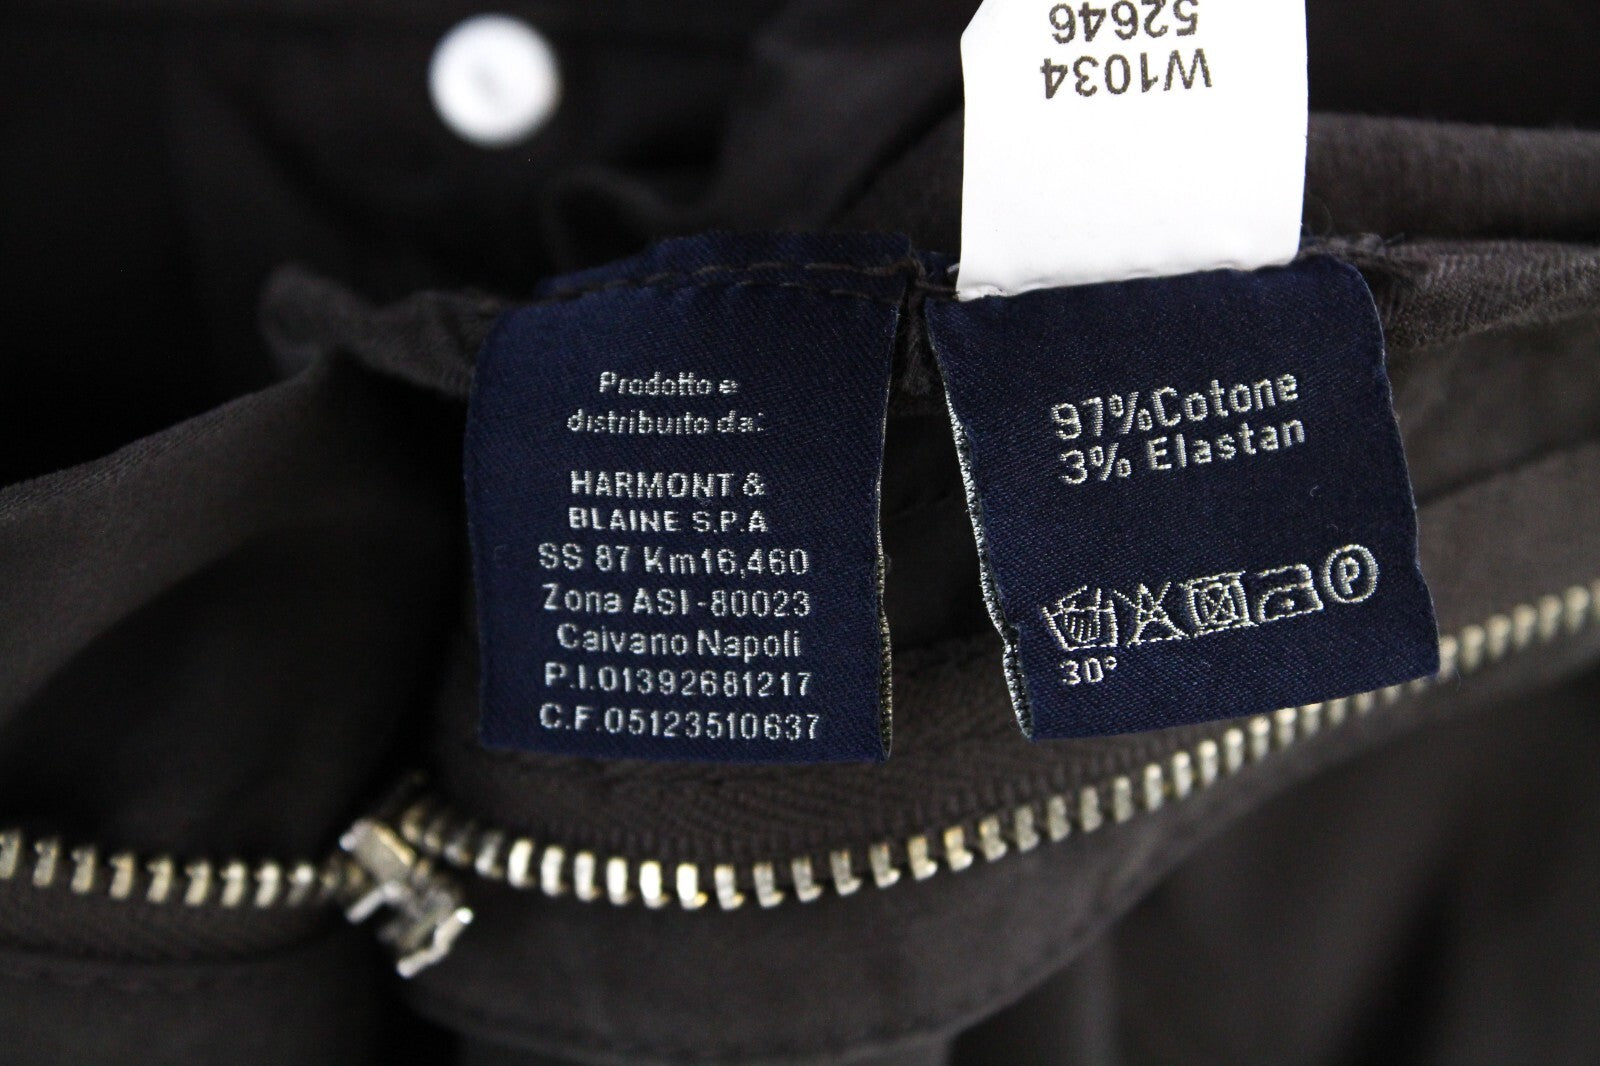 W1034
52646
Prodotto e
distribuito da:
HARMONT &
BLAINE S.P.A
SS 87 Km16,460
Zona ASI-80023
Caivano Napoli
P.I.01392681217
C.F.05123510637
97%Cotone
3% Elastan
P
30°